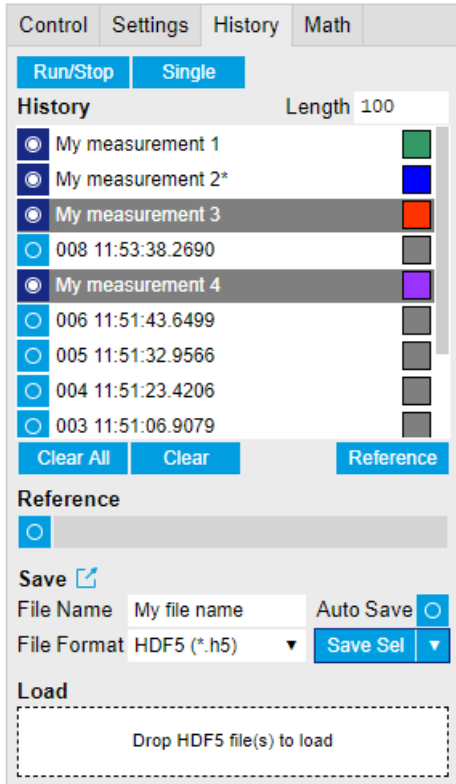 Control Settings History Math
Run/Stop Single
History Length 100
My measurement 1
My measurement 2*
My measurement 3
008 11:53:38.2690
My measurement 4
006 11:51:43.6499
005 11:51:32.9566
004 11:51:23.4206
003 11:51:06.9079
Clear All Clear Reference
Reference
Save
File Name My file name Auto Save
File Format HDF5 (*.h5) Save Sel
Load
Drop HDF5 file(s) to load